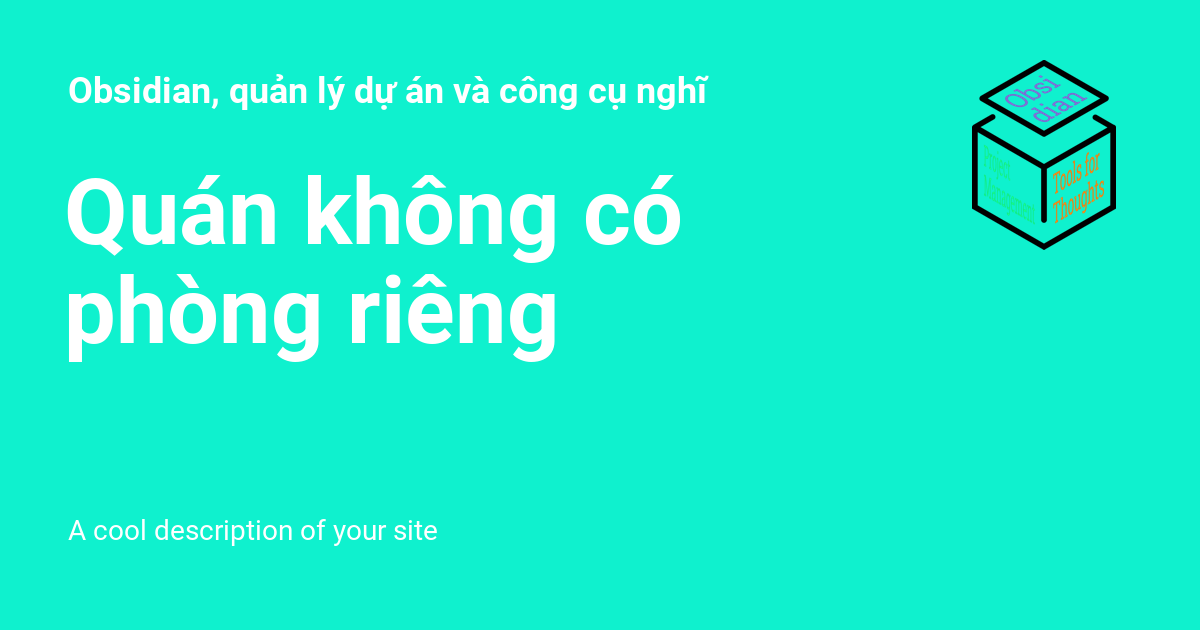 Obsidian, quản lý dự án và công cụ nghĩ
Quán không có
phòng riêng
A cool description of your site
Obsi
dian
Project
Management
Tools for
Thoughts